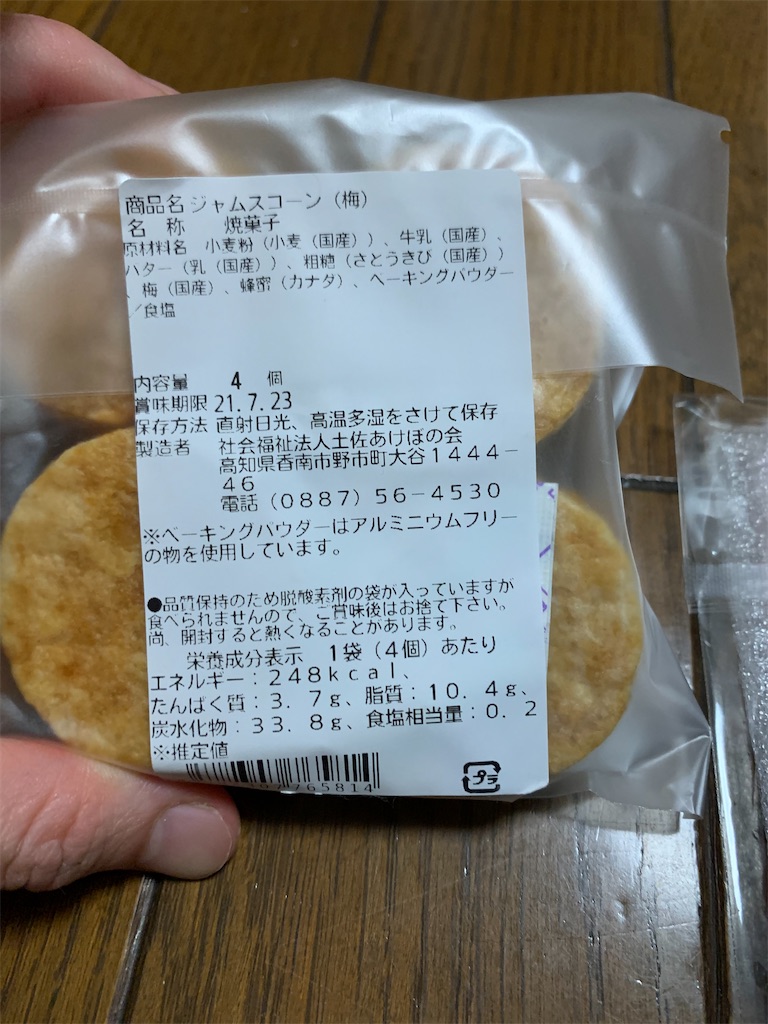 商品名 ジャムスコーン（梅）
名 称 焼菓子
原材料名 小麦粉（小麦（国産））、牛乳（国産）、
バター（乳（国産））、粗糖（さとうきび（国産））
、梅（国産）、蜂蜜（カナダ）、ベーキングパウダー
／食塩
内容量 4 個
賞味期限 21.7.23
保存方法 直射日光、高温多湿をさけて保存
製造者 社会福祉法人土佐あけぼの会
高知県香南市野市町大谷１４４４－
４６
電話（０８８７）５６－４５３０
※ベーキングパウダーはアルミニウムフリー
の物を使用しています。
●品質保持のため脱酸素剤の袋が入っていますが
食べられませんので、ご賞味後はお捨て下さい。
尚、開封すると熱くなることがあります。
栄養成分表示 １袋（４個）あたり
エネルギー：２４８ｋｃａｌ、
たんぱく質：３．７ｇ、脂質：１０．４ｇ、
炭水化物：３３．８ｇ、食塩相当量：０．２
※推定値
765814
プラ